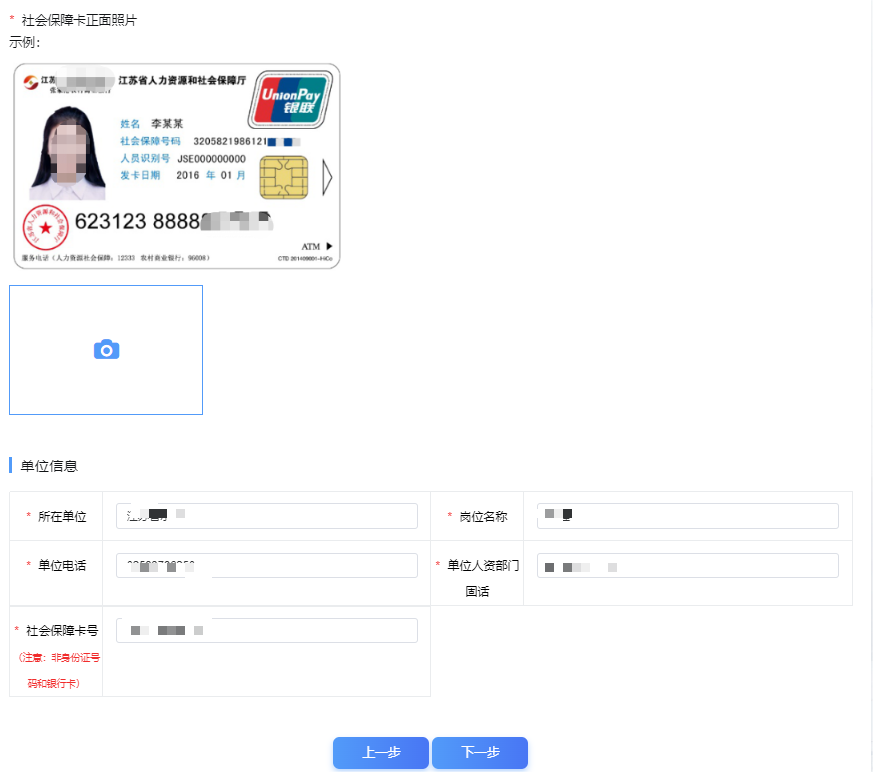 * 社会保障卡正面照片
示例：
江苏省人力资源和社会保障厅
UnionPay
银联
姓名 李某某
社会保障号码 3205821986121
人员识别号 JSE000000000
发卡日期 2016 年 01 月
623123 8888
ATM
服务电话（人力资源社会保障：12333 农村商业银行：96008）
单位信息
* 所在单位
* 岗位名称
* 单位电话
* 单位人资部门
固话
* 社会保障卡号
（注意：非身份证号
码和银行卡）
上一步
下一步